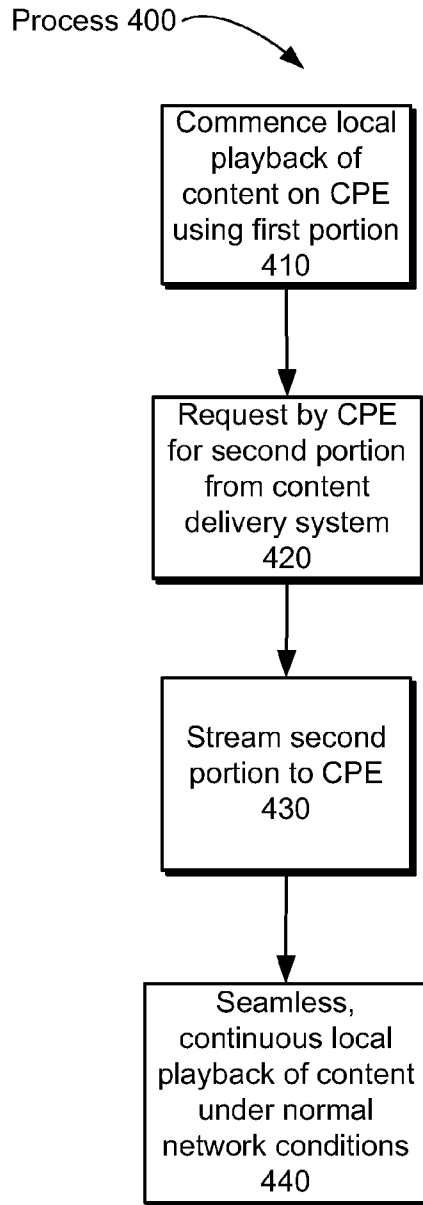 Process 400
Commence local
playback of
content on CPE
using first portion
410
Request by CPE
for second portion
from content
delivery system
420
Stream second
portion to CPE
430
Seamless,
continuous local
playback of content
under normal
network conditions
440